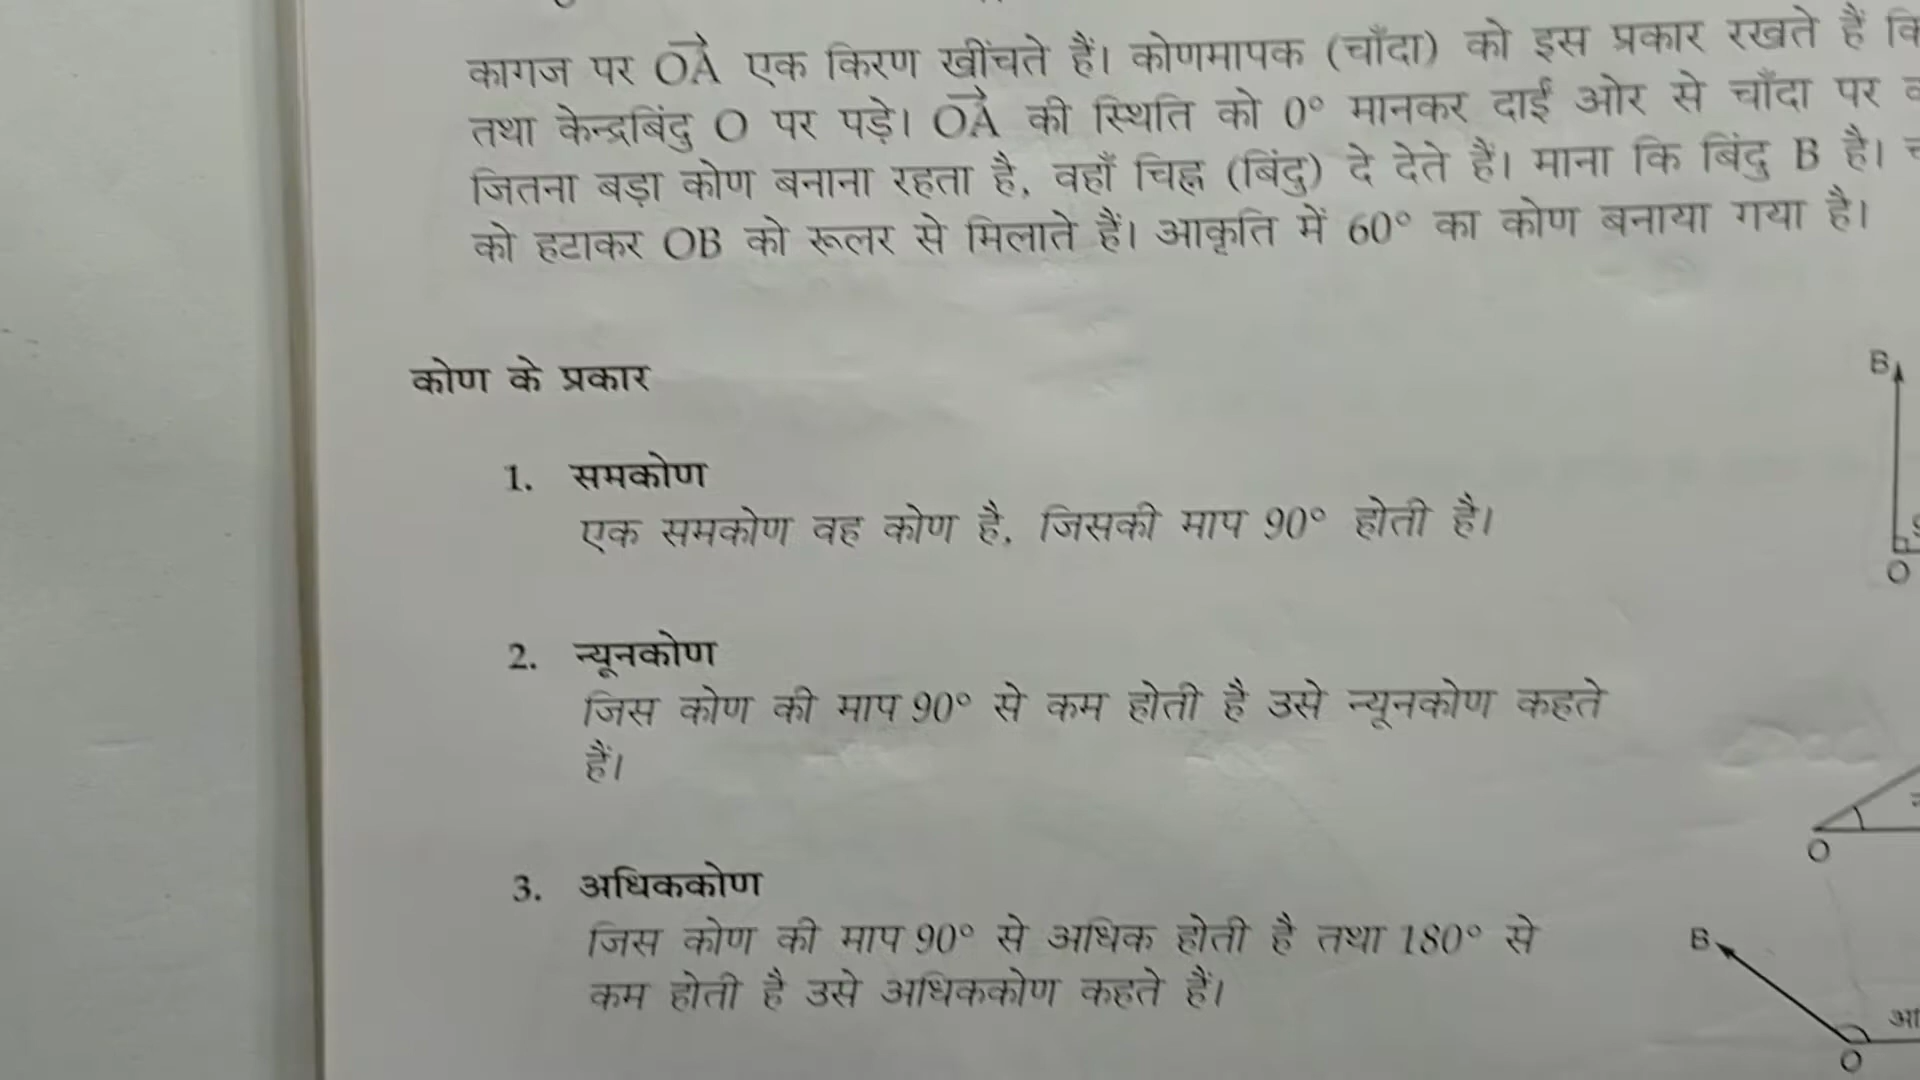 कागज पर OA एक किरण खींचते हैं। कोणमापक (चाँदा) को इस प्रकार रखते हैं कि
तथा केन्द्रबिंदु O पर पड़े। OA की स्थिति को 0° मानकर दाईं ओर से चाँदा पर
जितना बड़ा कोण बनाना रहता है, वहाँ चिह्न (बिंदु) दे देते हैं। माना कि बिंदु B है।
को हटाकर OB को रूलर से मिलाते हैं। आकृति में 60° का कोण बनाया गया है।
कोण के प्रकार
B
1. समकोण
एक समकोण वह कोण है, जिसकी माप 90° होती है।
O
2. न्यूनकोण
जिस कोण की माप 90° से कम होती है उसे न्यूनकोण कहते
हैं।
O
3. अधिककोण
जिस कोण की माप 90° से अधिक होती है तथा 180° से
B
कम होती है उसे अधिककोण कहते हैं।
O